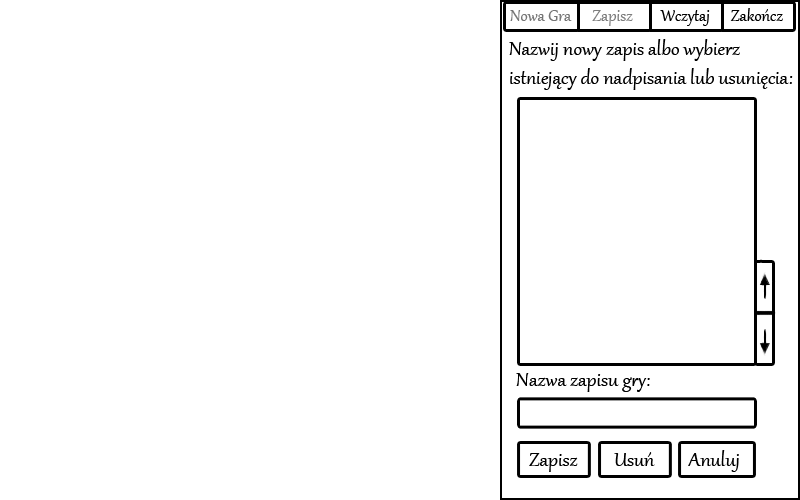 Nowa Gra Zapisz Wczytaj Zakończ
Nazwij nowy zapis albo wybierz
istniejący do nadpisania lub usunięcia:
Nazwa zapisu gry:
Zapisz Usuń Anuluj